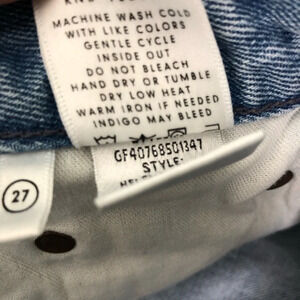 MACHINE WASH COLD
WITH LIKE COLORS
GENTLE CYCLE
INSIDE OUT
DO NOT BLEACH
HAND DRY OR TUMBLE
DRY LOW HEAT
WARM IRON IF NEEDED
INDIGO MAY BLEED
GF40768501347
STYLE:
27